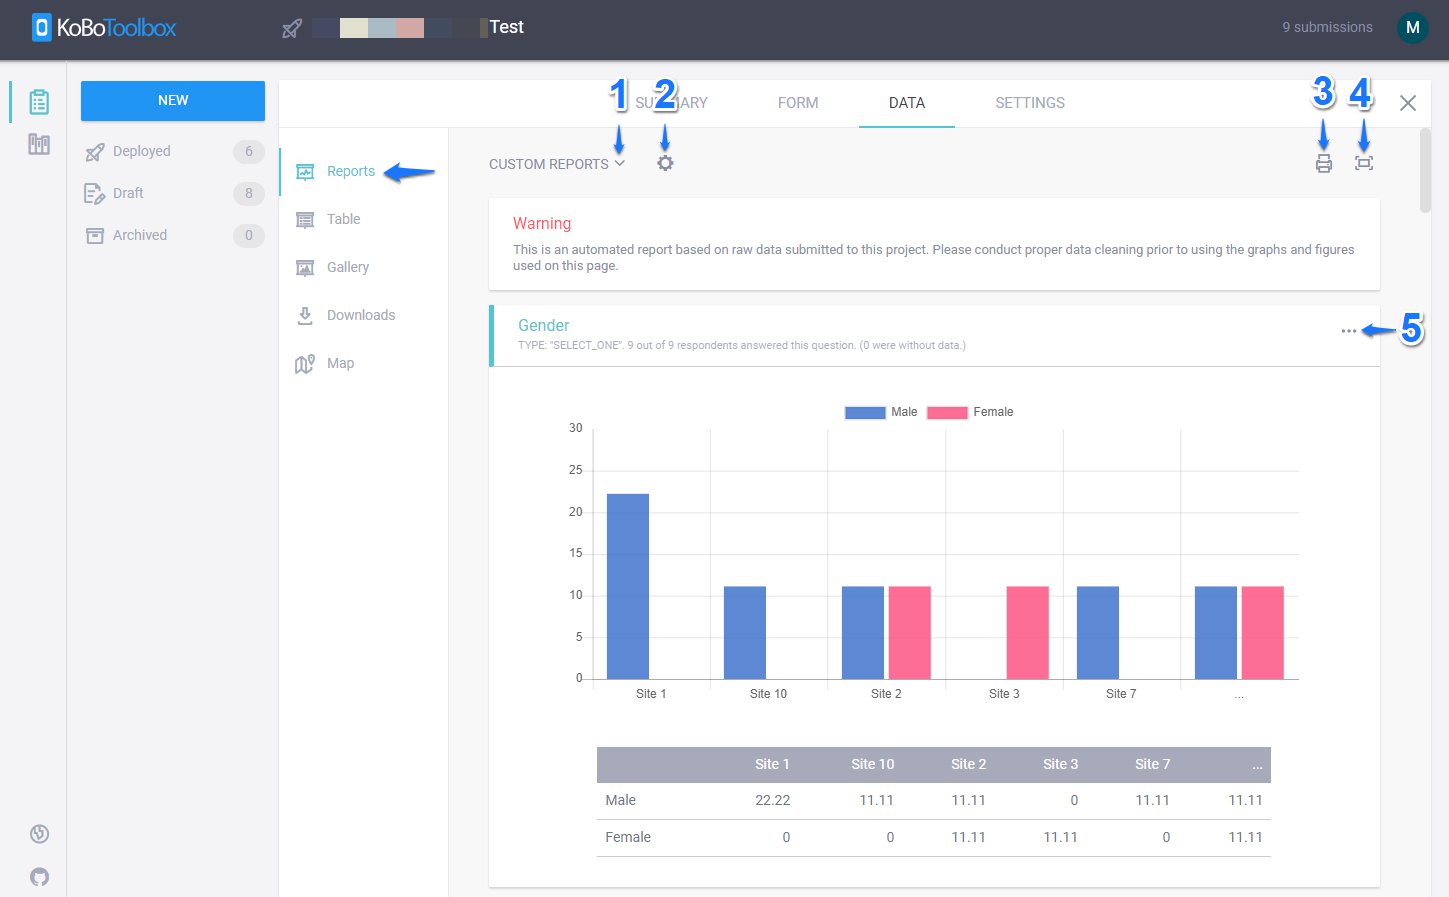 KoBoToolbox
Test
9 submissions
M
NEW
Deployed 6
Draft 8
Archived 0
1
2
3
4
SUMMARY
FORM
DATA
SETTINGS
Reports
Table
Gallery
Downloads
Map
CUSTOM REPORTS
Warning
This is an automated report based on raw data submitted to this project. Please conduct proper data cleaning prior to using the graphs and figures
used on this page.
Gender
TYPE: "SELECT_ONE". 9 out of 9 respondents answered this question. (0 were without data.)
... 5
Male Female
30
25
20
15
10
5
0
Site 1 Site 10 Site 2 Site 3 Site 7 ...
Site 1 Site 10 Site 2 Site 3 Site 7 ...
Male 22.22 11.11 11.11 0 11.11 11.11
Female 0 0 11.11 11.11 0 11.11